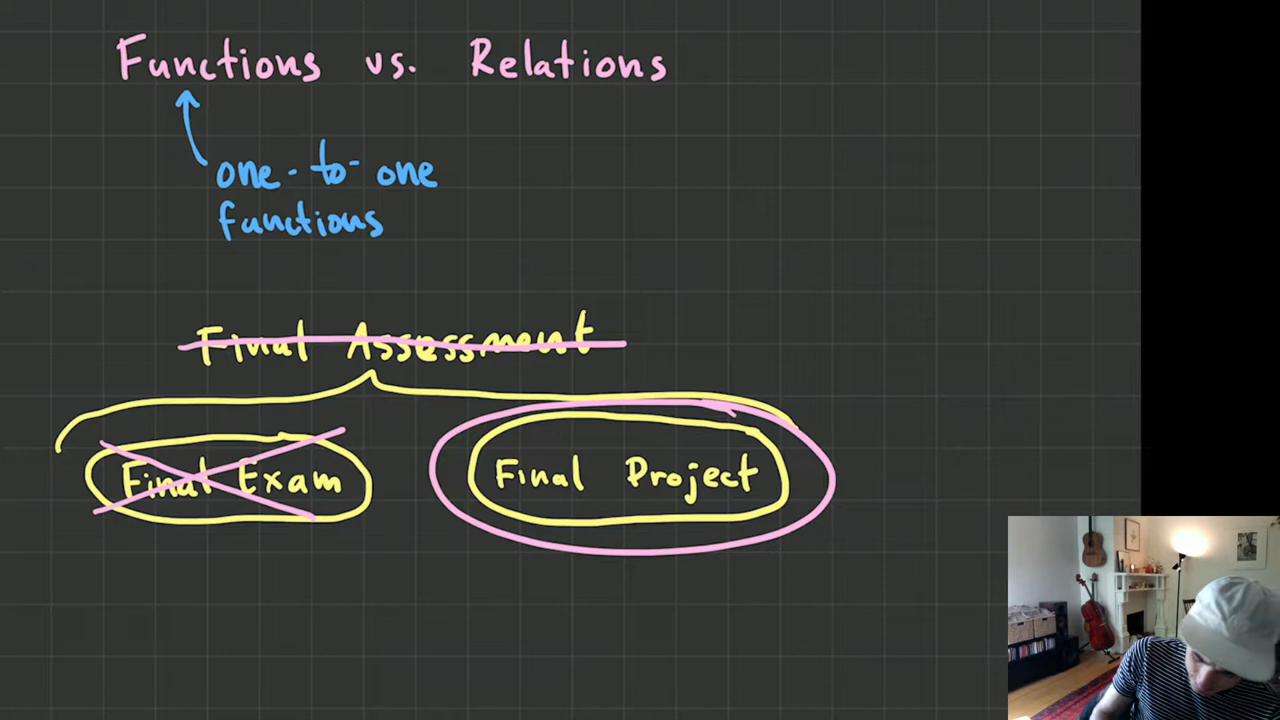 Functions vs. Relations
one-to-one
functions
Final Assessment
Final Exam
Final Project